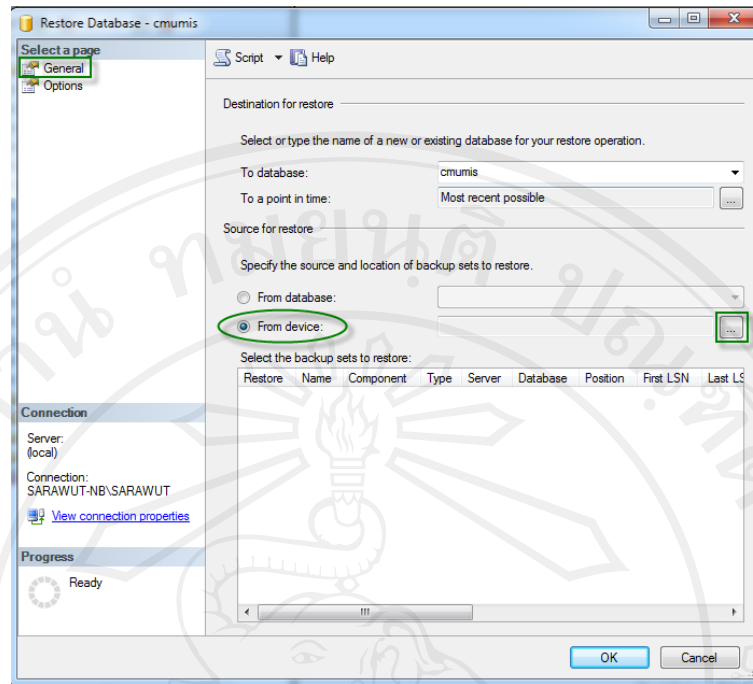 Restore Database - cmumis
Select a page
General
Options
Script
Help
Destination for restore
Select or type the name of a new or existing database for your restore operation.
To database:
cmumis
To a point in time:
Most recent possible
...
Source for restore
Specify the source and location of backup sets to restore.
From database:
From device:
...
Select the backup sets to restore:
Restore Name Component Type Server Database Position First LSN Last LS
Connection
Server:
(local)
Connection:
SARAWUT-NB\SARAWUT
View connection properties
Progress
Ready
OK
Cancel